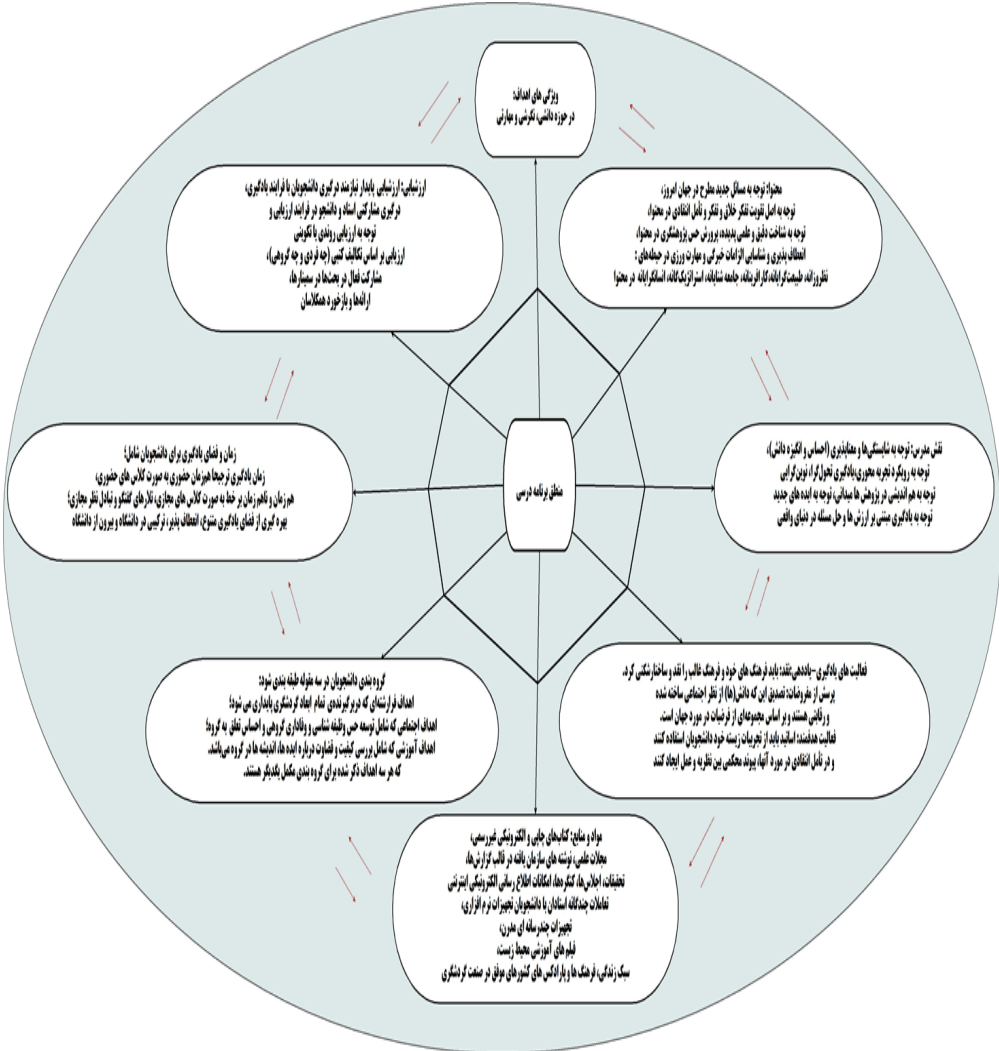 ویژگی های اهداف:
در حوزه دانشی، نگرشی و مهارتی
محتوا: توجه به مسائل جدید مطرح در جهان امروز،
توجه به اصل تقویت تفکر خلاق و تفکر و تأمل انتقادی در محتوا،
توجه به شناخت دقیق و علمی پدیده، پرورش حس پژوهشگری در محتوا،
انعطاف پذیری و شناسایی الزامات خبرگی و مهارت ورزی در حیطه‌های :
نظرورزانه، طبیعت‌گرایانه، کارآفرینانه، جامعه شنایانه، استراتژیک‌گانه، انسانگرایانه در محتوا
ارزشیابی: ارزشیابی پایدار نیازمند درگیری دانشجویان با فرایند یادگیری،
درگیری مشارکتی استاد و دانشجو در فرایند ارزیابی و
توجه به ارزیابی روندی یا تکوینی
ارزیابی بر اساس تکالیف کتبی (چه فردی و چه گروهی)،
مشارکت فعال در بحث‌ها در سمینارها،
ارائه‌ها و بازخورد همکلاسان
نقش مدرس: توجه به شایستگی‌ها و معناپذیری (احساس و انگیزه دانش)،
توجه به رویکرد تجربه محوری،یادگیری تحول‌گرا، نوین‌گرایی
توجه به هم اندیشی در پژوهش‌ها میدانی، توجه به ایده های جدید
توجه به یادگیری مبتنی بر ارزش ها و حل مسئله در دنیای واقعی
منطق برنامه درسی
زمان و فضای یادگیری برای دانشجویان شامل؛
زمان یادگیری ترجیحا هم‌زمان حضوری به صورت کلاس های حضوری،
هم زمان و ناهم زمان بر خط به صورت کلاس های مجازی، تالارهای گفتگو و تبادل نظر مجازی؛
بهره گیری از فضای یادگیری متنوع، انعطاف پذیر، ترکیبی در دانشگاه و بیرون از دانشگاه
فعالیت های یادگیری-یاددهی:نقد: باید فرهنگ های خود و فرهنگ غالب را نقد و ساختارشکنی کرد.
پرسش از مفروضات: تصدیق این که دانش(ها) از نظر اجتماعی ساخته شده
و رقابتی هستند و بر اساس مجموعه‌ای از فرضیات در مورد جهان است.
فعالیت هدفمند: اساتید باید از تجربیات زیسته خود دانشجویان استفاده کنند
و در تأمل انتقادی در مورد آنها، پیوند محکمی بین نظریه و عمل ایجاد کنند
گروه بندی دانشجویان در سه مقوله طبقه بندی شود:
اهداف فرارشته‌ای که دربرگیرنده‌ی تمام ابعاد گردشگری پایداری می شود؛
اهداف اجتماعی که شامل توسعه حس وظیفه شناسی و وفاداری گروهی و احساس تعلق به گروه؛
اهداف آموزشی که شامل بررسی کیفیت و قضاوت درباره ایده ها، اندیشه ها در گروه می‌باشد.
که هر سه اهداف ذکر شده برای گروه بندی مکمل یکدیگر هستند.
مواد و منابع: کتاب‌های چاپی و الکترونیکی غیررسمی،
مجلات علمی، نوشته های سازمان یافته در قالب گزارش‌ها،
تحقیقات، اجلاس‌ها، کنگره‌ها، امکانات اطلاع رسانی الکترونیکی اینترنتی
تعاملات چندگانه استادان با دانشجویان تجهیزات نرم افزاری،
تجهیزات چندرسانه ای مدرن،
فیلم های آموزشی محیط زیست،
سبک زندگی، فرهنگ ها و پارادکس های کشورهای موفق در صنعت گردشگری